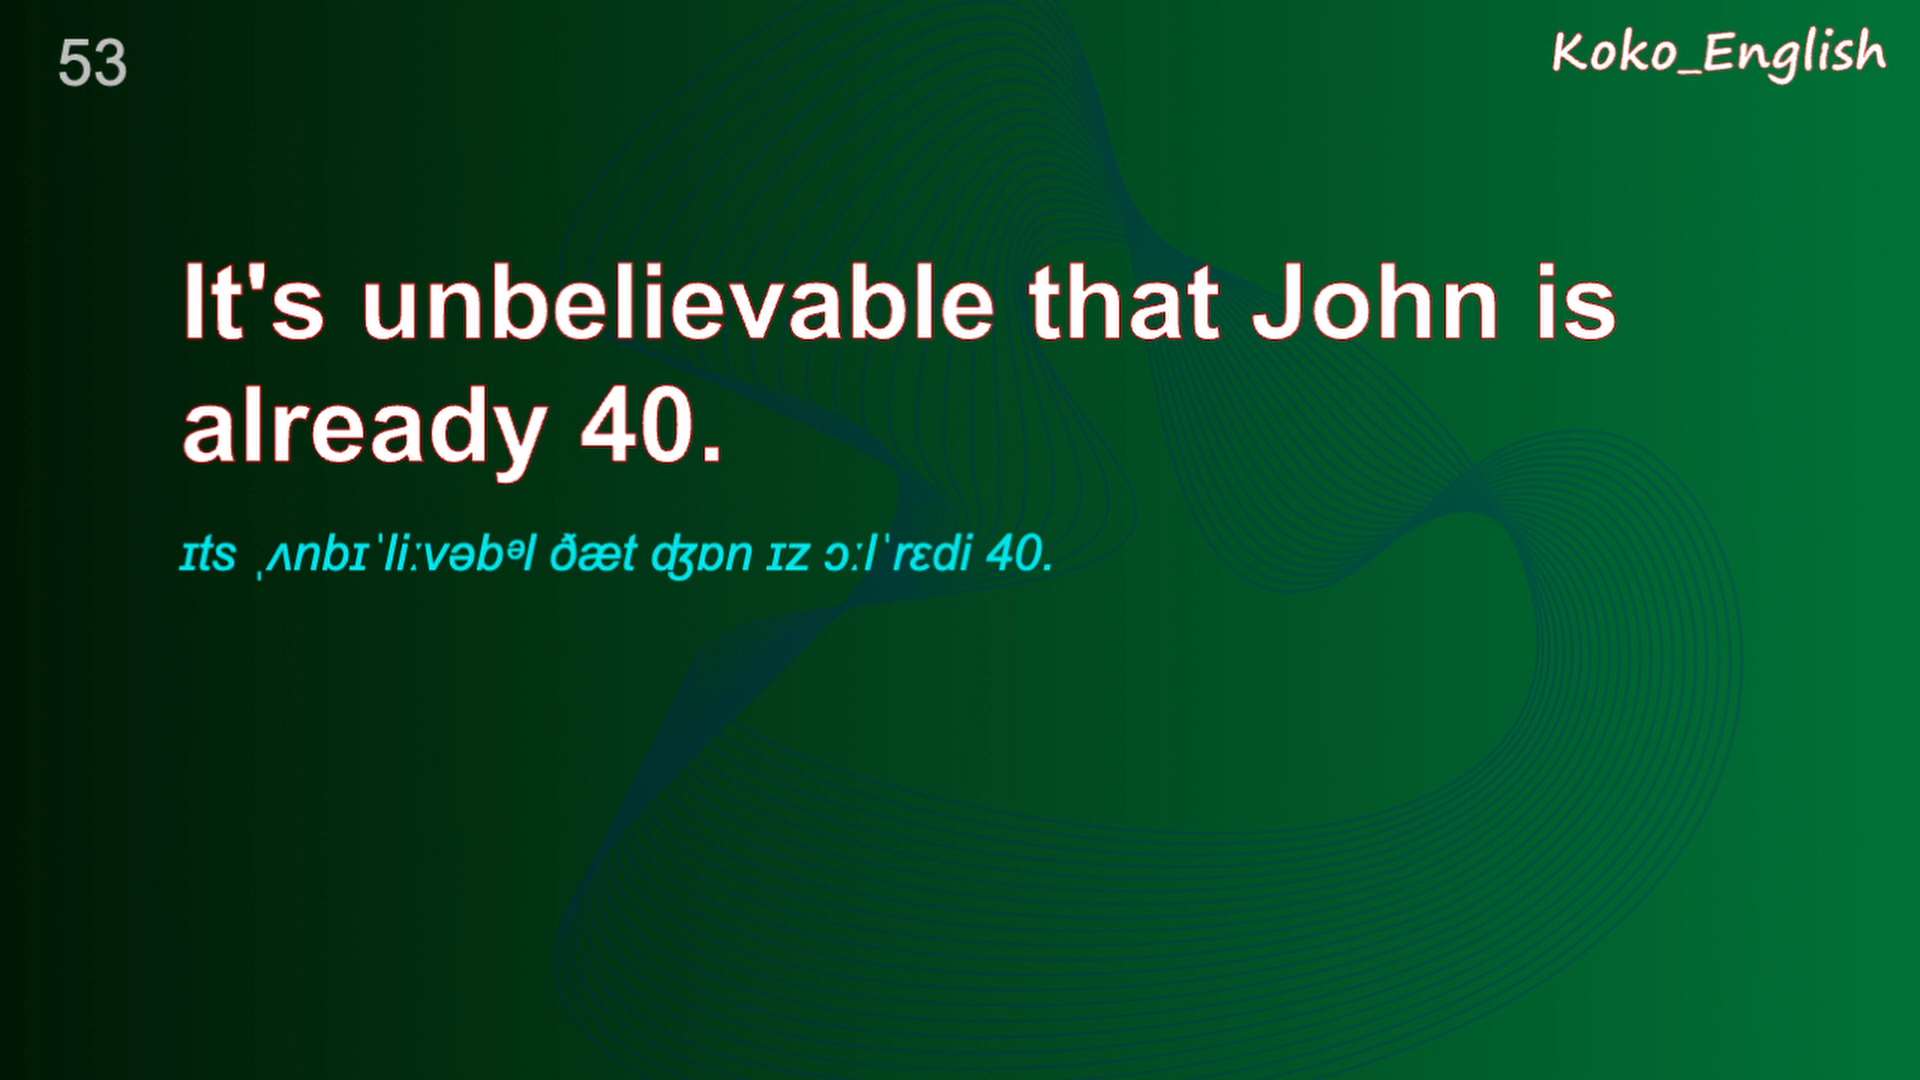 53
Koko_English
It's unbelievable that John is
already 40.
ɪts ˌʌnbɪˈliːvəbᵊl ðæt ʤɒn ɪz ɔːlˈrɛdi 40.